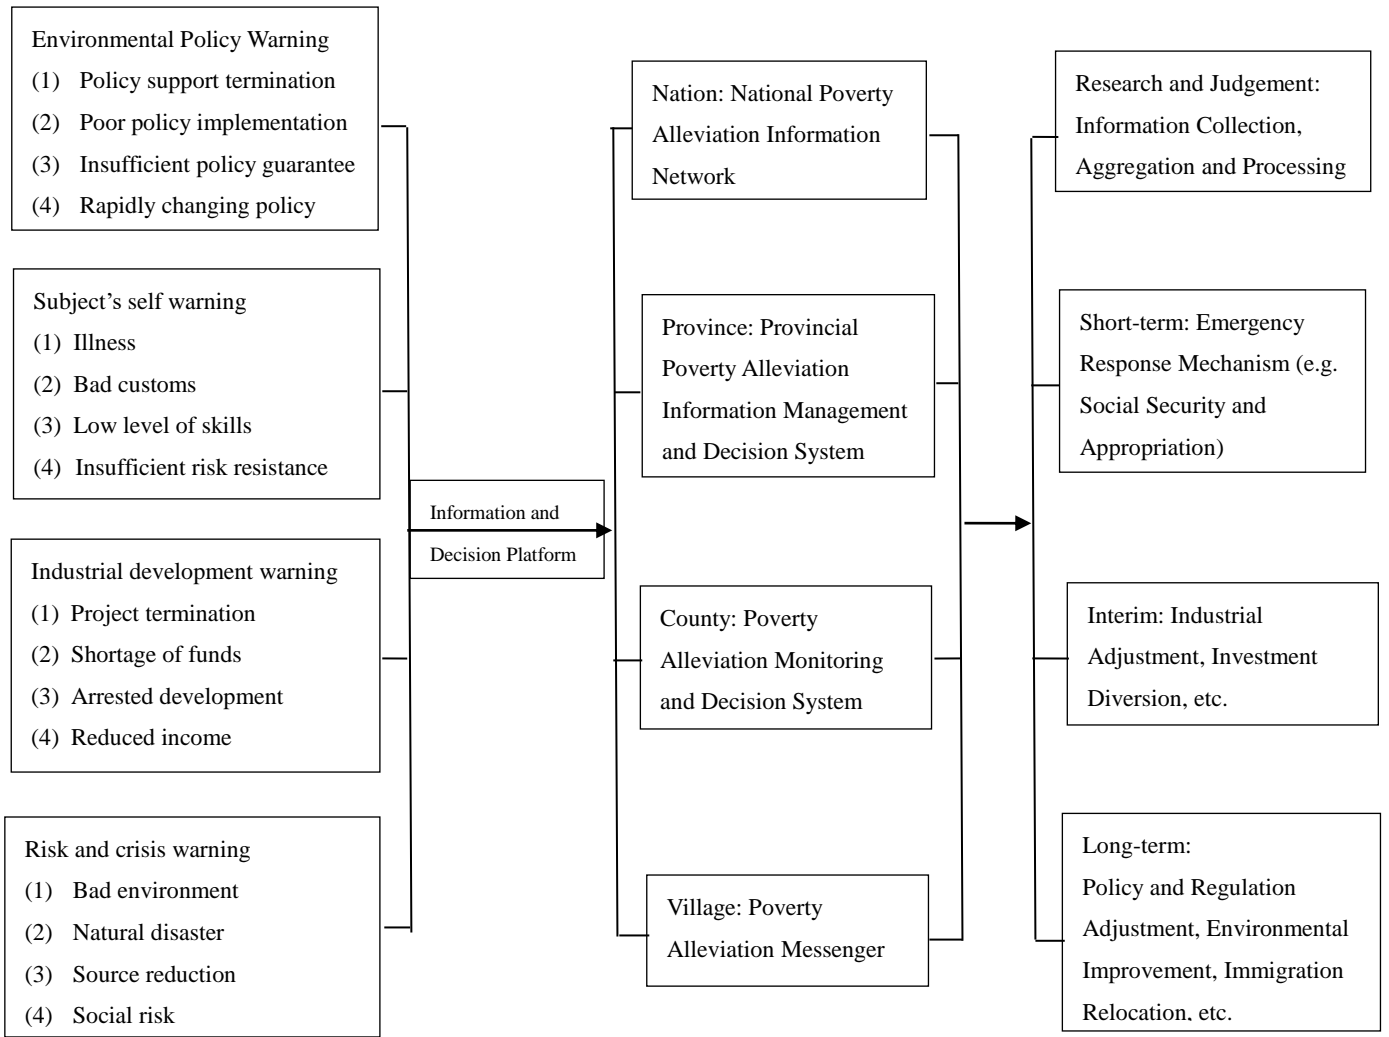 Environmental Policy Warning
(1) Policy support termination
(2) Poor policy implementation
(3) Insufficient policy guarantee
(4) Rapidly changing policy
Subject’s self warning
(1) Illness
(2) Bad customs
(3) Low level of skills
(4) Insufficient risk resistance
Industrial development warning
(1) Project termination
(2) Shortage of funds
(3) Arrested development
(4) Reduced income
Risk and crisis warning
(1) Bad environment
(2) Natural disaster
(3) Source reduction
(4) Social risk
Information and
Decision Platform
Nation: National Poverty
Alleviation Information
Network
Province: Provincial
Poverty Alleviation
Information Management
and Decision System
County: Poverty
Alleviation Monitoring
and Decision System
Village: Poverty
Alleviation Messenger
Research and Judgement:
Information Collection,
Aggregation and Processing
Short-term: Emergency
Response Mechanism (e.g.
Social Security and
Appropriation)
Interim: Industrial
Adjustment, Investment
Diversion, etc.
Long-term:
Policy and Regulation
Adjustment, Environmental
Improvement, Immigration
Relocation, etc.